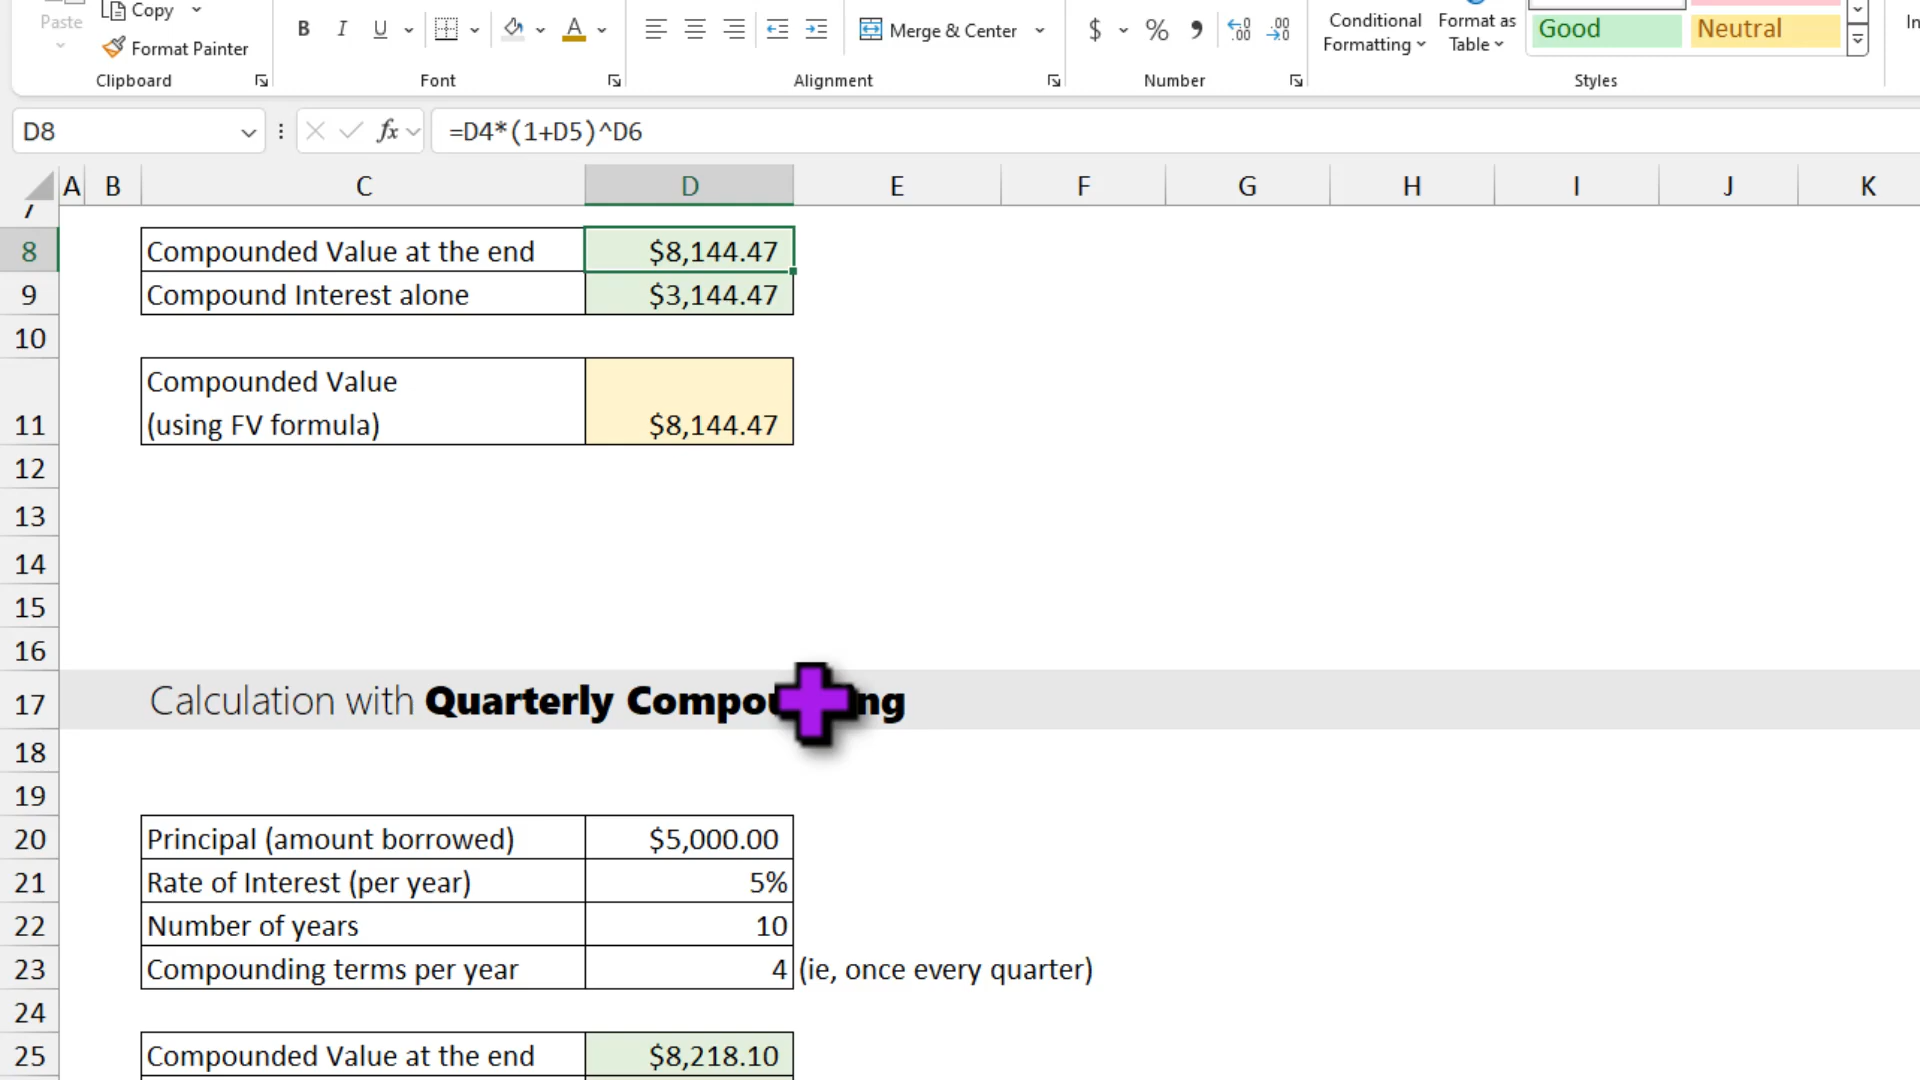 Paste
Copy
Format Painter
Clipboard
B I U A
Font
Merge & Center
Alignment
$ % ,
Number
Conditional
Formatting
Format as
Table
Good
Neutral
Styles
In
D8
fx
=D4*(1+D5)^D6
A B C D E F G H I J K
7
8 Compounded Value at the end $8,144.47
9 Compound Interest alone $3,144.47
10
Compounded Value
11 (using FV formula) $8,144.47
12
13
14
15
16
17 Calculation with Quarterly Compounding
18
19
20 Principal (amount borrowed) $5,000.00
21 Rate of Interest (per year) 5%
22 Number of years 10
23 Compounding terms per year 4 (ie, once every quarter)
24
25 Compounded Value at the end $8,218.10